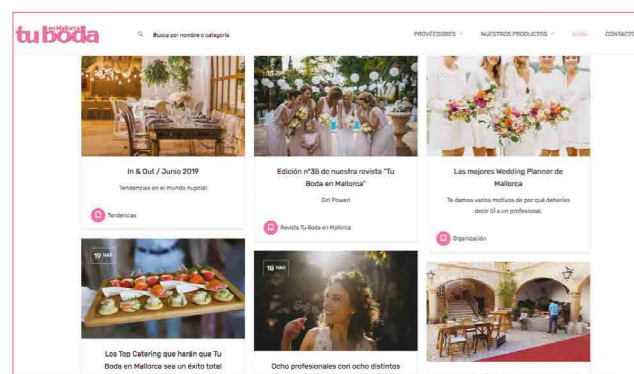 tu boda
en Mallorca
Busca por nombre o categoría
PROVEEDORES
NUESTROS PRODUCTOS
BLOG
CONTACTO
In & Out / Junio 2019
Tendencias en el mundo nupcial.
Tendencias
Edición nº35 de nuestra revista "Tu
Boda en Mallorca"
Girl Power!
Revista Tu Boda en Mallorca
Las mejores Wedding Planner de
Mallorca
Te damos varios motivos de por qué deberías
decir SÍ a un profesional.
Organización
19 MAR
Los Top Catering que harán que Tu
Boda en Mallorca sea un éxito total
18 MAR
Ocho profesionales con ocho distintos